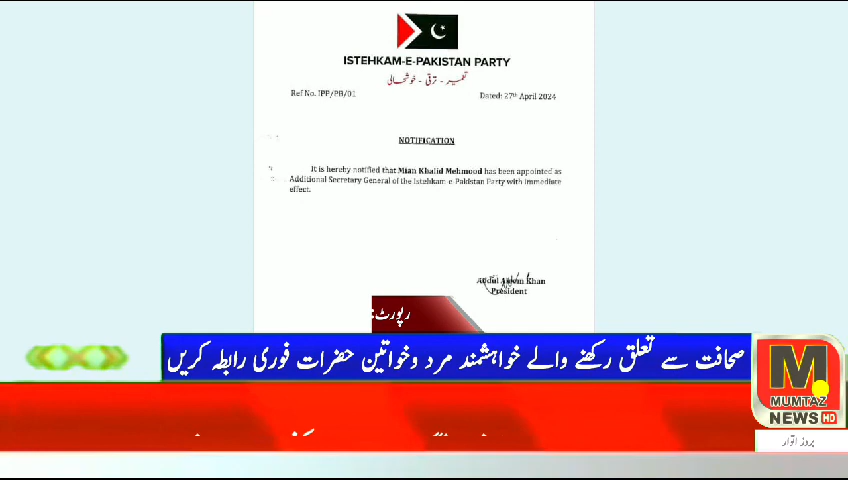 ISTEHKAM-E-PAKISTAN PARTY
تعمیر - ترقی - خوشحالی
Ref No. IPP/PB/01
Dated: 27th April 2024
NOTIFICATION
It is hereby notified that Mian Khalid Mehmood has been appointed as
Additional Secretary General of the Istehkam-e-Pakistan Party with immediate
effect.
Abdul Aleem Khan
President
رپورٹ:
صحافت سے تعلق رکھنے والے خواہشمند مرد وخواتین حضرات فوری رابطہ کریں
M
MUMTAZ
NEWS HD
بروز اتوار